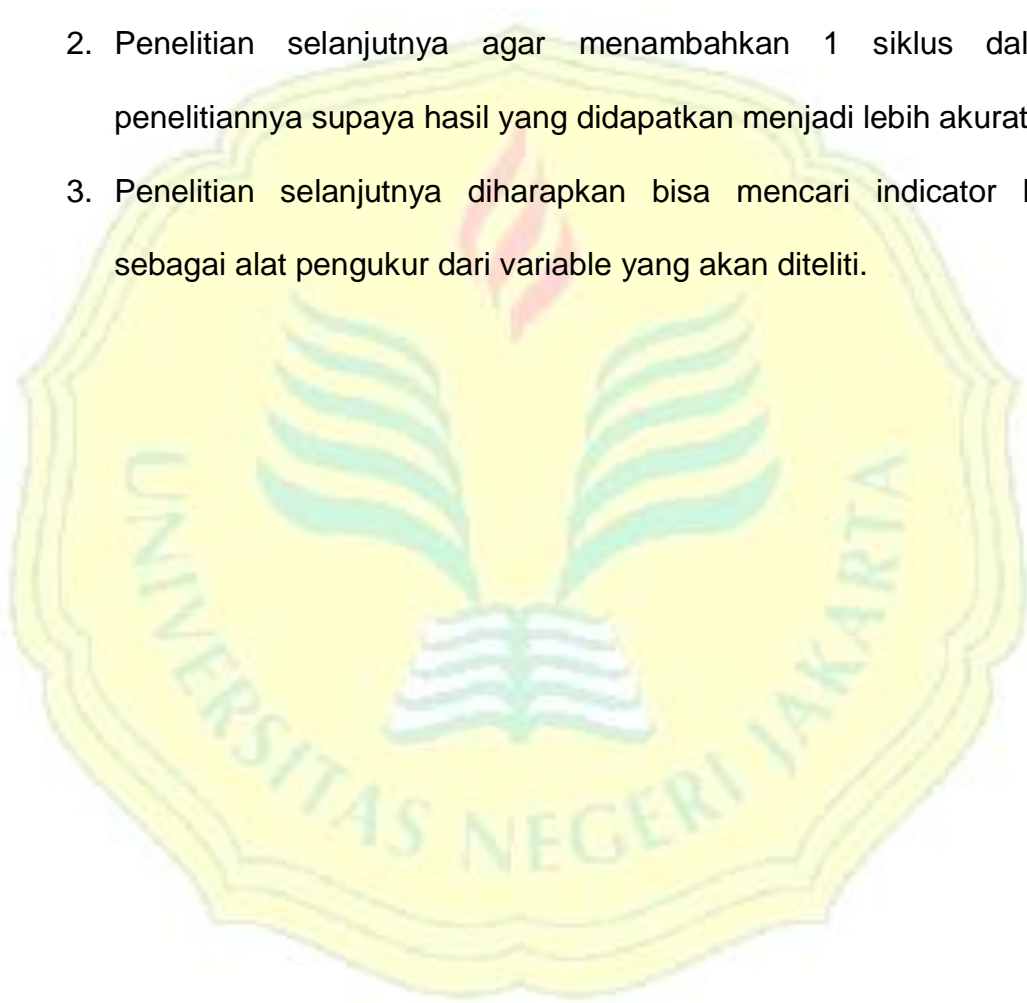 2. Penelitian selanjutnya agar menambahkan 1 siklus
penelitiannya supaya hasil yang didapatkan menjadi lebih akurat
3. Penelitian selanjutnya diharapkan bisa mencari indicator
sebagai alat pengukur dari variable yang akan diteliti.
UNIVERSITAS NEGERI JAKARTA